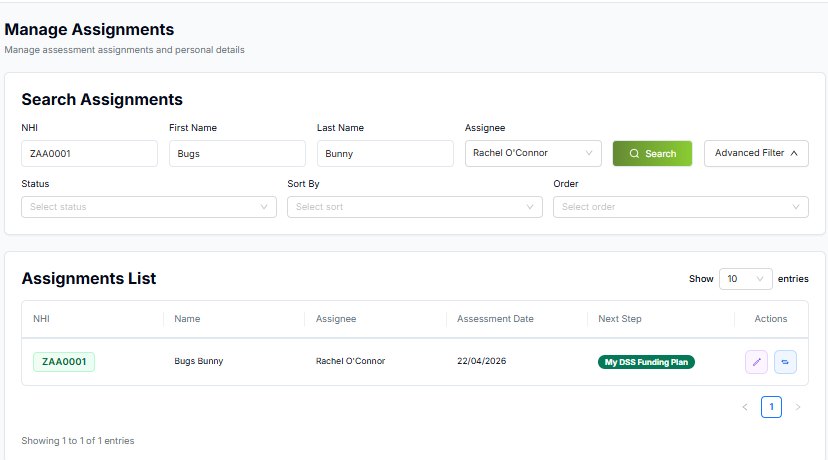 Manage Assignments
Manage assessment assignments and personal details
Search Assignments
NHI First Name Last Name Assignee
ZAA0001 Bugs Bunny Rachel O'Connor Search Advanced Filter
Status Sort By Order
Select status Select sort Select order
Assignments List Show 10 entries
NHI Name Assignee Assessment Date Next Step Actions
ZAA0001 Bugs Bunny Rachel O'Connor 22/04/2026 My DSS Funding Plan
1
Showing 1 to 1 of 1 entries